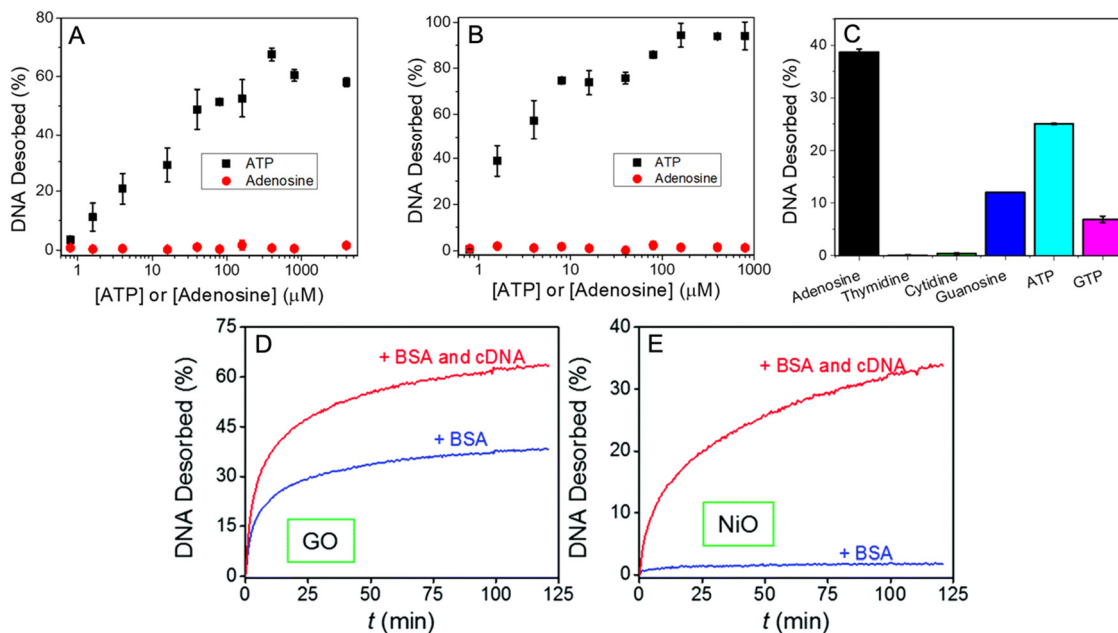 A
DNA Desorbed (%)
80
60
40
20
0
ATP
Adenosine
1 10 100 1000
[ATP] or [Adenosine] (μM)
B
DNA Desorbed (%)
100
80
60
40
20
0
ATP
Adenosine
1 10 100 1000
[ATP] or [Adenosine] (μM)
C
DNA Desorbed (%)
40
30
20
10
0
Adenosine
Thymidine
Cytidine
Guanosine
ATP
GTP
D
DNA Desorbed (%)
60
45
30
15
0
+ BSA and cDNA
+ BSA
GO
0 25 50 75 100 125
t (min)
E
DNA Desorbed (%)
40
30
20
10
0
+ BSA and cDNA
NiO
+ BSA
0 25 50 75 100 125
t (min)